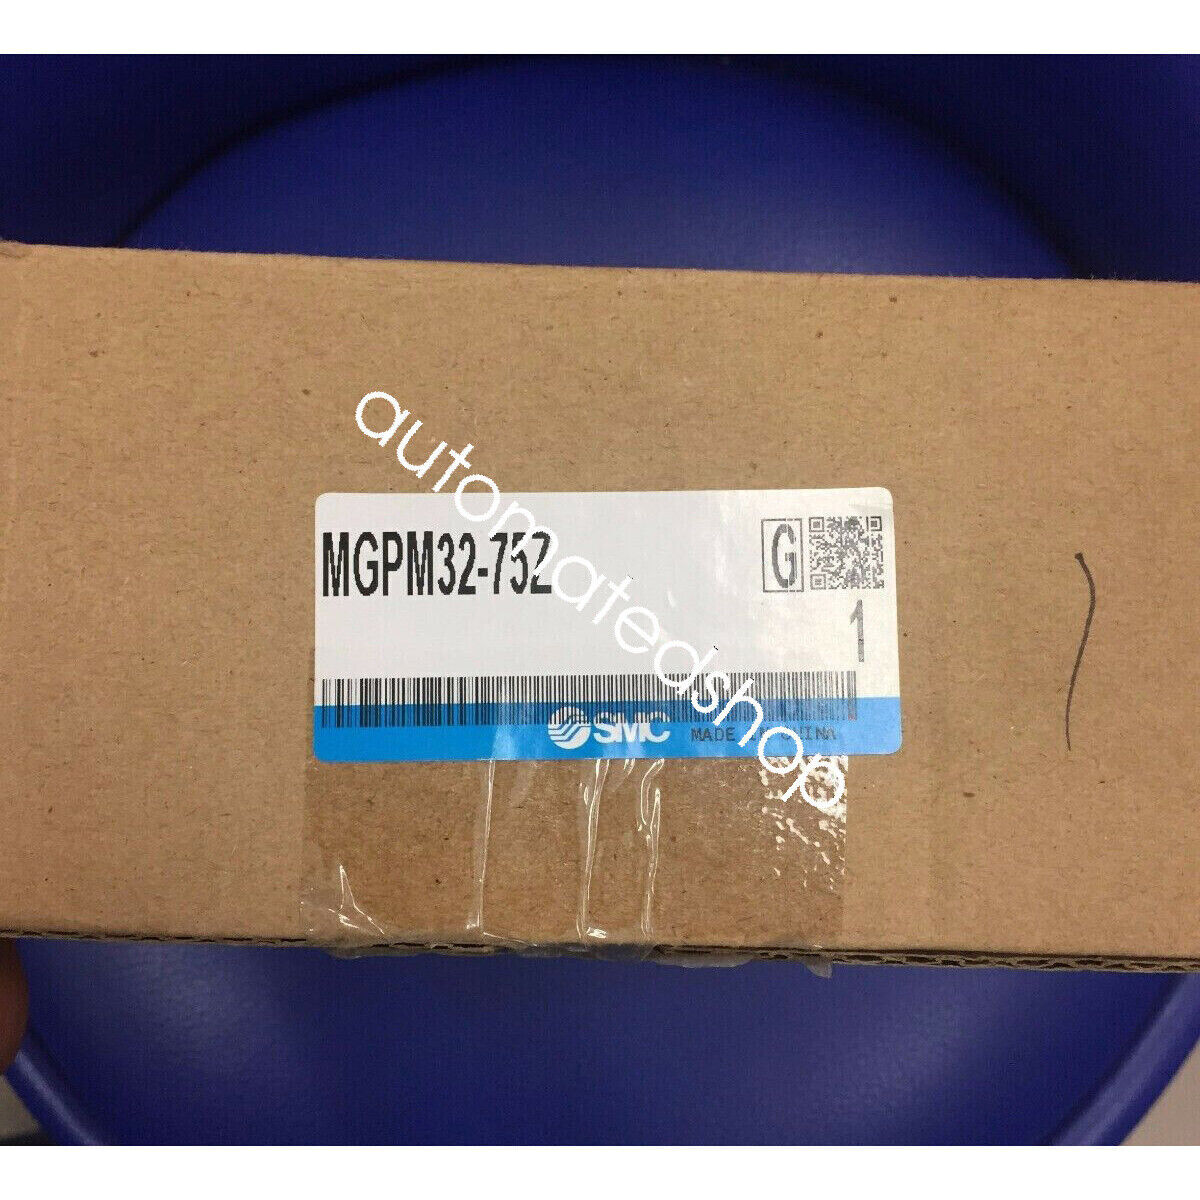 automatedshop
MGPM32-75Z
G
1
SMC
MADE IN CHINA